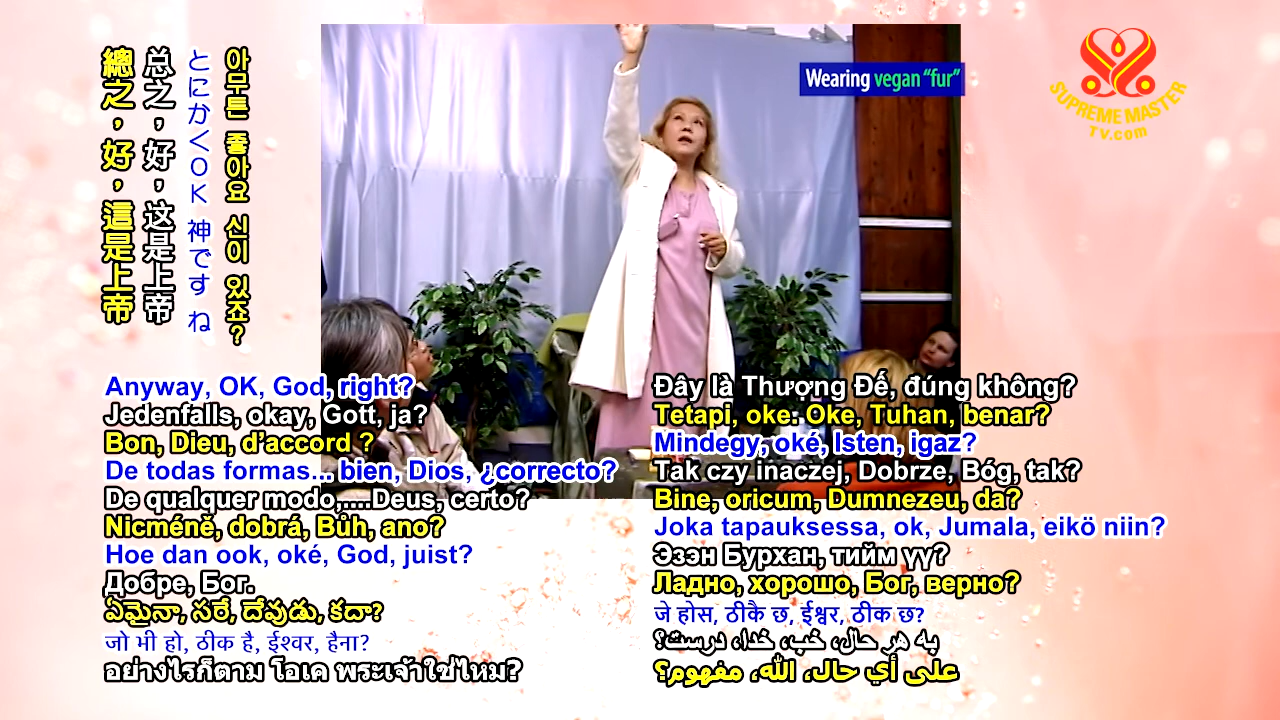 總之，好，這是上帝
总之，好，这是上帝
とにかくOK 神です ね
아무튼 좋아요 신이 있죠?
Wearing vegan “fur”
SUPREME MASTER
TV.com
Anyway, OK, God, right?
Jedenfalls, okay, Gott, ja?
Bon, Dieu, d’accord ?
De todas formas... bien, Dios, ¿correcto?
De qualquer modo,....Deus, certo?
Nicméně, dobrá, Bůh, ano?
Hoe dan ook, oké, God, juist?
Добре, Бог.
ఏమైనా, సరే, దేవుడు, కదా?
जो भी हो, ठीक है, ईश्वर, हैना?
อย่างไรก็ตาม โอเค พระเจ้าใช่ไหม?
Đây là Thượng Đế, đúng không?
Tetapi, oke. Oke, Tuhan, benar?
Mindegy, oké, Isten, igaz?
Tak czy inaczej, Dobrze, Bóg, tak?
Bine, oricum, Dumnezeu, da?
Joka tapauksessa, ok, Jumala, eikö niin?
Эзэн Бурхан, тийм үү?
Ладно, хорошо, Бог, верно?
जे होस, ठीकै छ, ईश्वर, ठीक छ?
به هر حال، خب، خدا، درست؟
على أي حال، الله، مفهوم؟